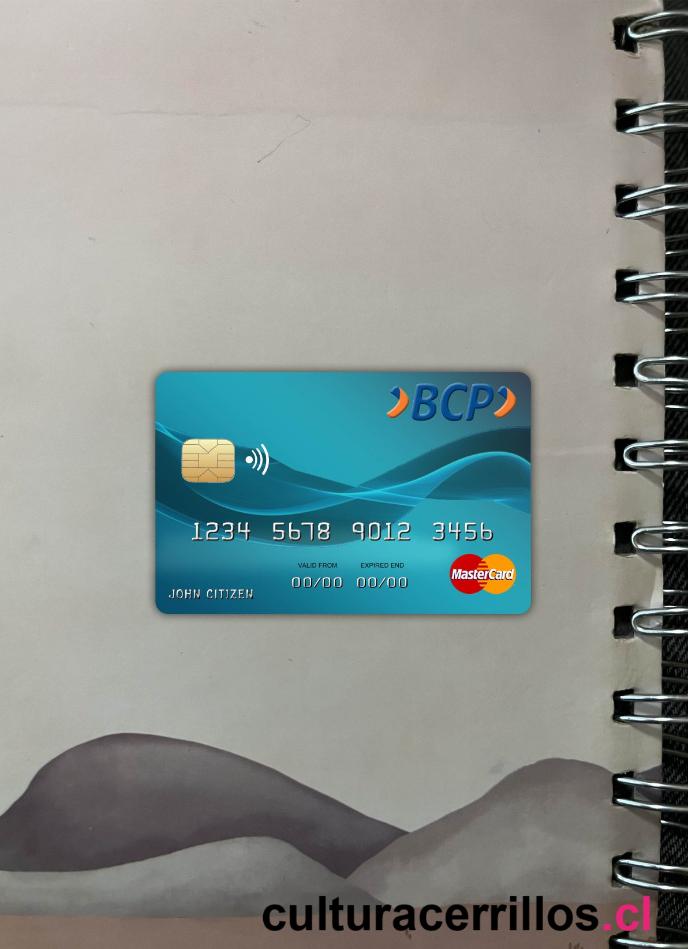 BCP
1234 5678 9012 3456
VALID FROM EXPIRED END
00/00 00/00
MasterCard
JOHN CITIZEN
culturacerrillos.cl